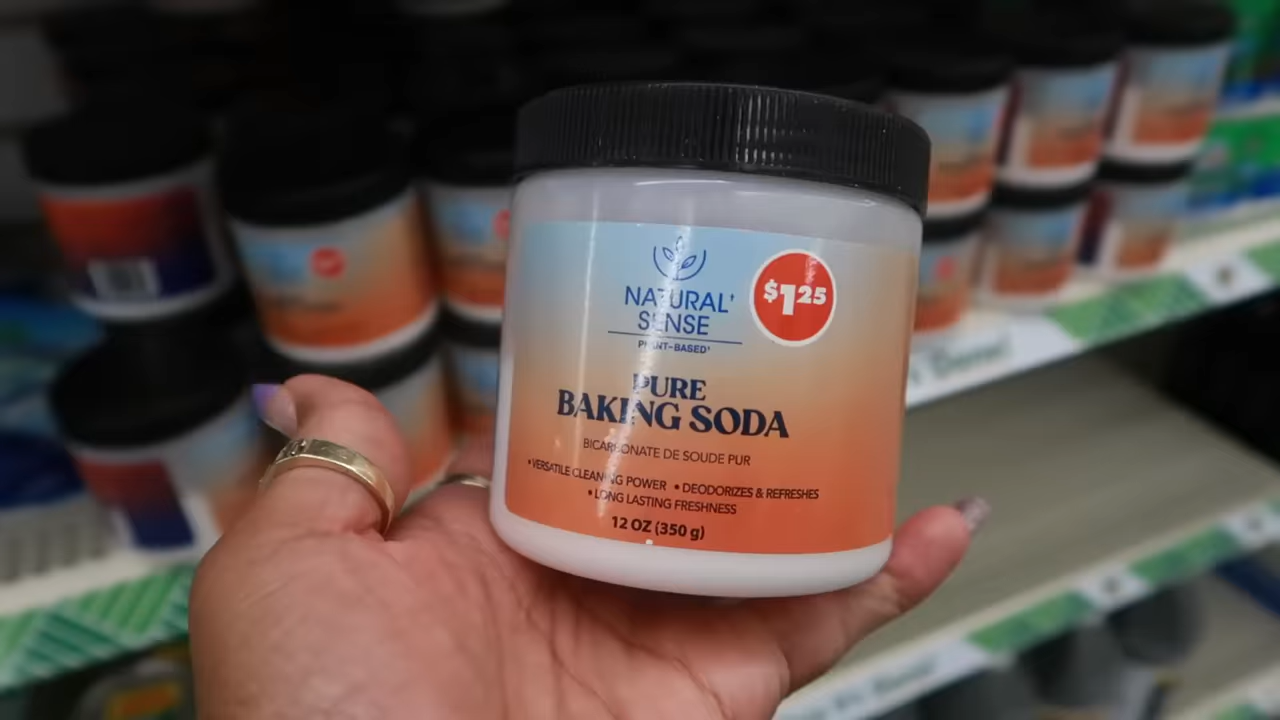 NATURAL†
SENSE
PLANT-BASED†
$1.25
PURE
BAKING SODA
BICARBONATE DE SOUDE PUR
• VERSATILE CLEANING POWER • DEODORIZES & REFRESHES
• LONG LASTING FRESHNESS
12 OZ (350 g)